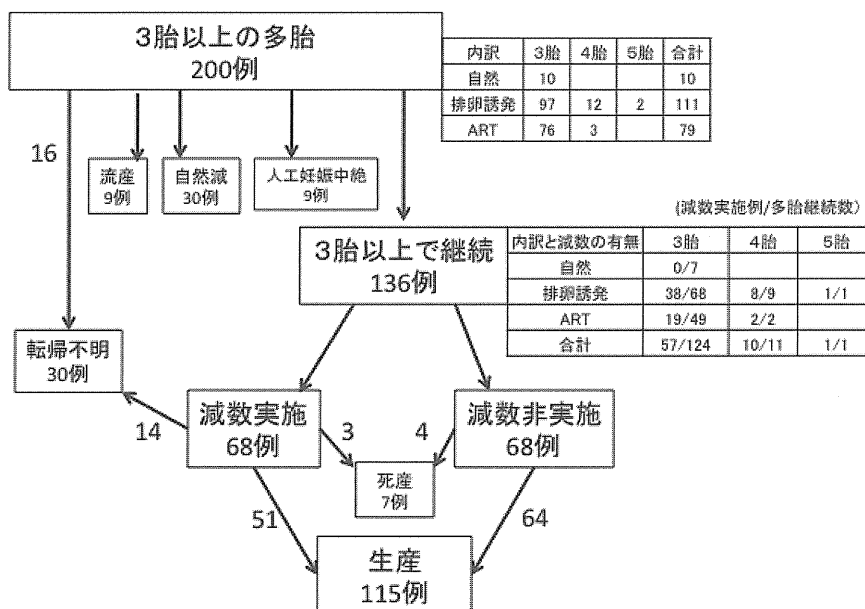 3胎以上の多胎
200例
内訳 3胎 4胎 5胎 合計
自然 10 10
排卵誘発 97 12 2 111
ART 76 3 79
16
流産
9例
自然減
30例
人工妊娠中絶
9例
(減数実施例/多胎継続数)
3胎以上で継続
136例
内訳と減数の有無 3胎 4胎 5胎
自然 0/7
排卵誘発 38/68 8/9 1/1
ART 19/49 2/2
合計 57/124 10/11 1/1
転帰不明
30例
14
減数実施
68例
3
4
減数非実施
68例
死産
7例
51
64
生産
115例